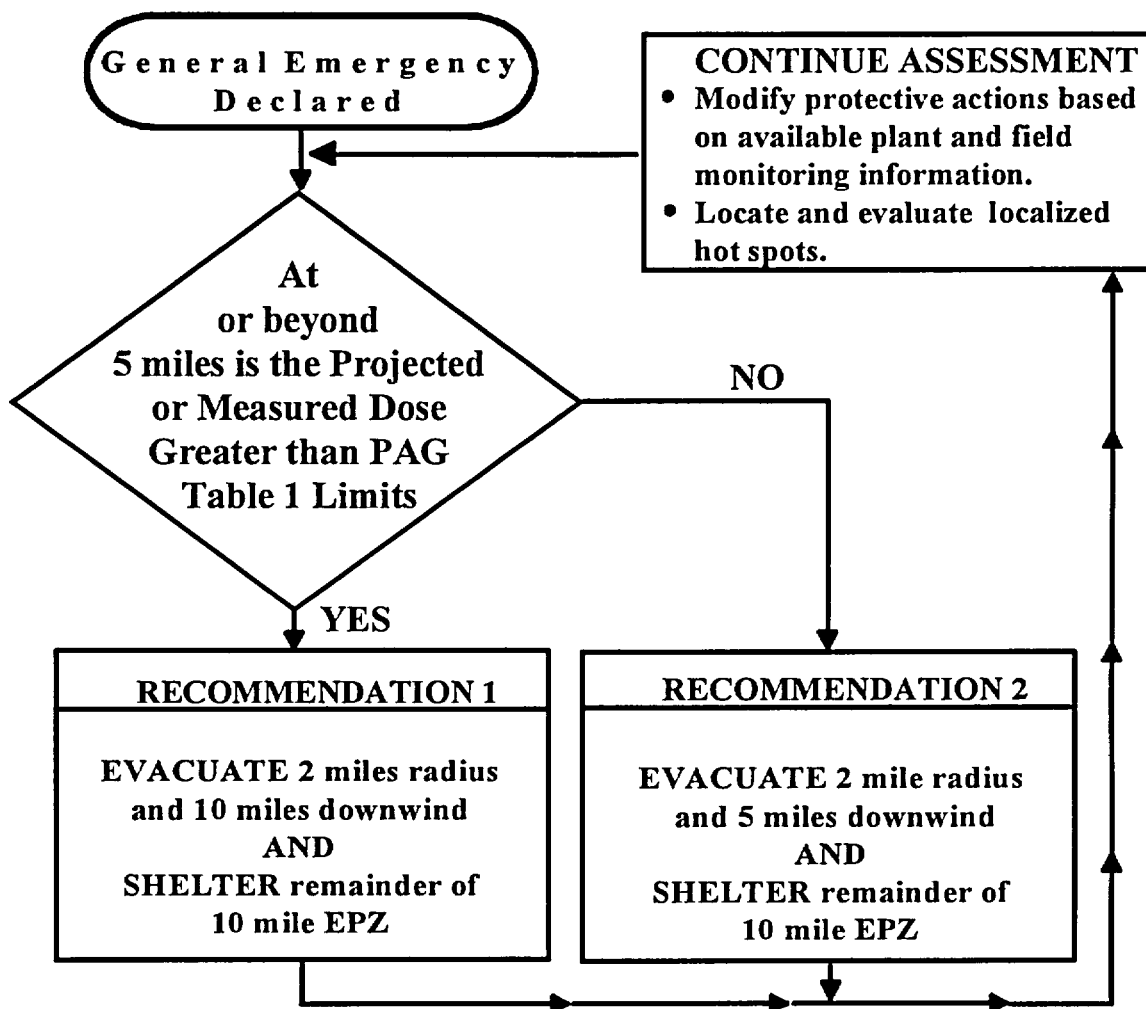 General Emergency
Declared
CONTINUE ASSESSMENT
• Modify protective actions based
on available plant and field
monitoring information.
• Locate and evaluate localized
hot spots.
At
or beyond
5 miles is the Projected
or Measured Dose
Greater than PAG
Table 1 Limits
NO
YES
RECOMMENDATION 1
EVACUATE 2 miles radius
and 10 miles downwind
AND
SHELTER remainder of
10 mile EPZ
RECOMMENDATION 2
EVACUATE 2 mile radius
and 5 miles downwind
AND
SHELTER remainder of
10 mile EPZ